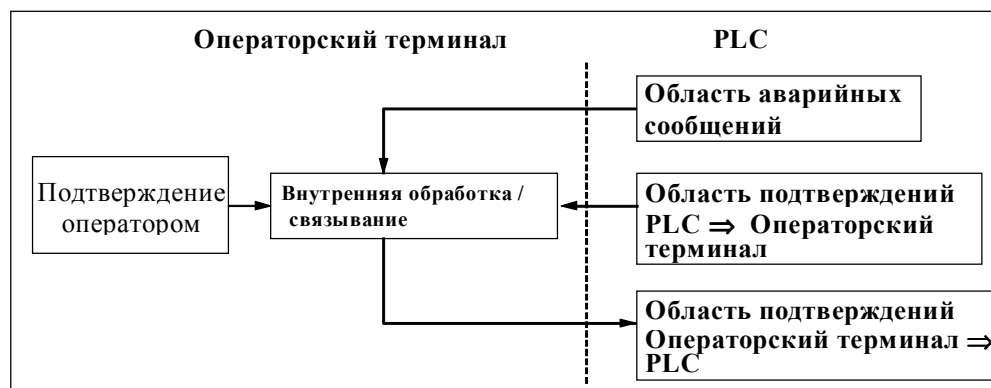 Операторский терминал
PLC
Область аварийных
сообщений
Подтверждение
оператором
Внутренняя обработка /
связывание
Область подтверждений
PLC ⇒ Операторский
терминал
Область подтверждений
Операторский терминал ⇒
PLC